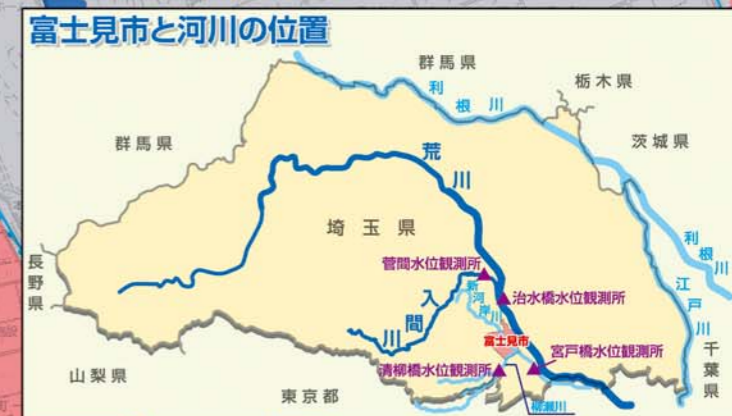 富士見市と河川の位置
群馬県
栃木県
利根川
茨城県
群馬県
荒川
埼玉県
長野県
菅間水位観測所
利根川
江戸川
新河岸川
治水橋水位観測所
入間川
富士見市
宮戸橋水位観測所
清柳橋水位観測所
千葉県
山梨県
東京都
柳瀬川